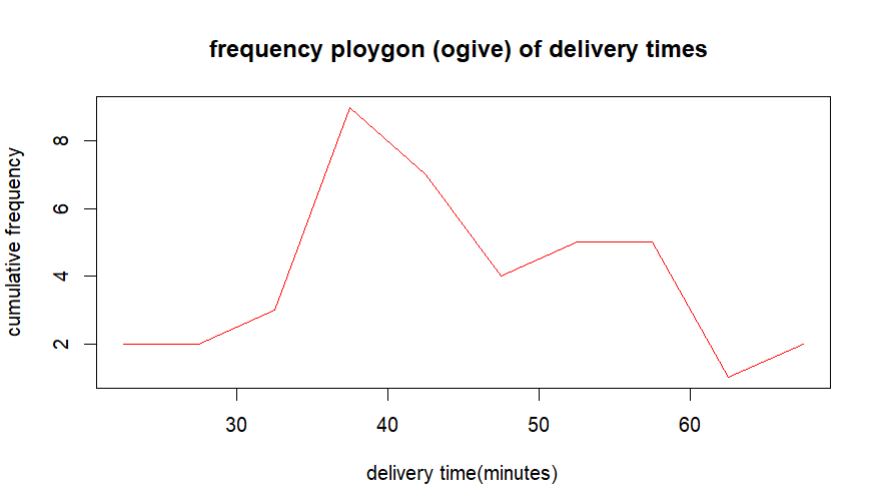 frequency ploygon (ogive) of delivery times
cumulative frequency
8
6
4
2
30 40 50 60
delivery time(minutes)